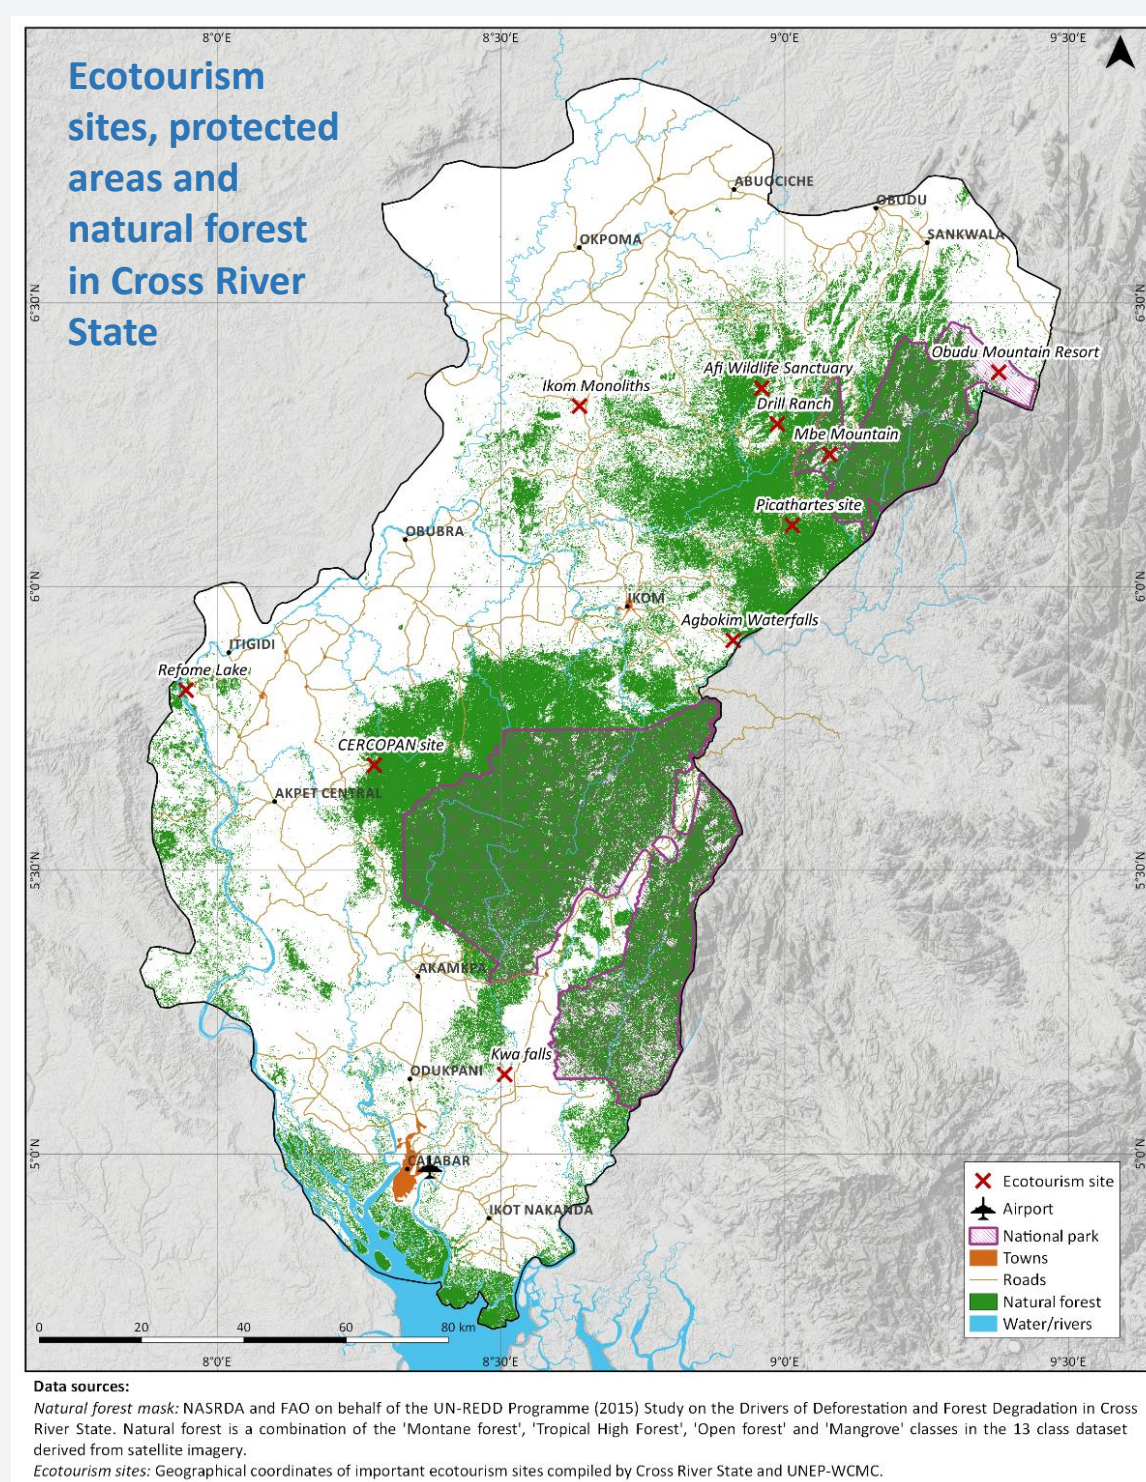 8°0'E
8°30'E
9°0'E
9°30'E
Ecotourism
sites, protected
areas and
natural forest
in Cross River
State
ABUOCICHE
OBUDU
OKPOMA
SANKWALA
6°30'N
6°30'N
Obudu Mountain Resort
Afi Wildlife Sanctuary
Ikom Monoliths
Drill Ranch
Mbe Mountain
Picathartes site
OBUBRA
6°0'N
6°0'N
IKOM
Agbokim Waterfalls
ITIGIDI
Refome Lake
CERCOPAN site
AKPET CENTRAL
5°30'N
5°30'N
AKAMKPA
Kwa falls
ODUKPANI
5°0'N
5°0'N
CALABAR
IKOT NAKANDA
Ecotourism site
Airport
National park
Towns
Roads
Natural forest
Water/rivers
0 20 40 60 80 km
8°0'E
8°30'E
9°0'E
9°30'E
Data sources:
Natural forest mask: NASRDA and FAO on behalf of the UN-REDD Programme (2015) Study on the Drivers of Deforestation and Forest Degradation in Cross
River State. Natural forest is a combination of the 'Montane forest', 'Tropical High Forest', 'Open forest' and 'Mangrove' classes in the 13 class dataset
derived from satellite imagery.
Ecotourism sites: Geographical coordinates of important ecotourism sites compiled by Cross River State and UNEP-WCMC.